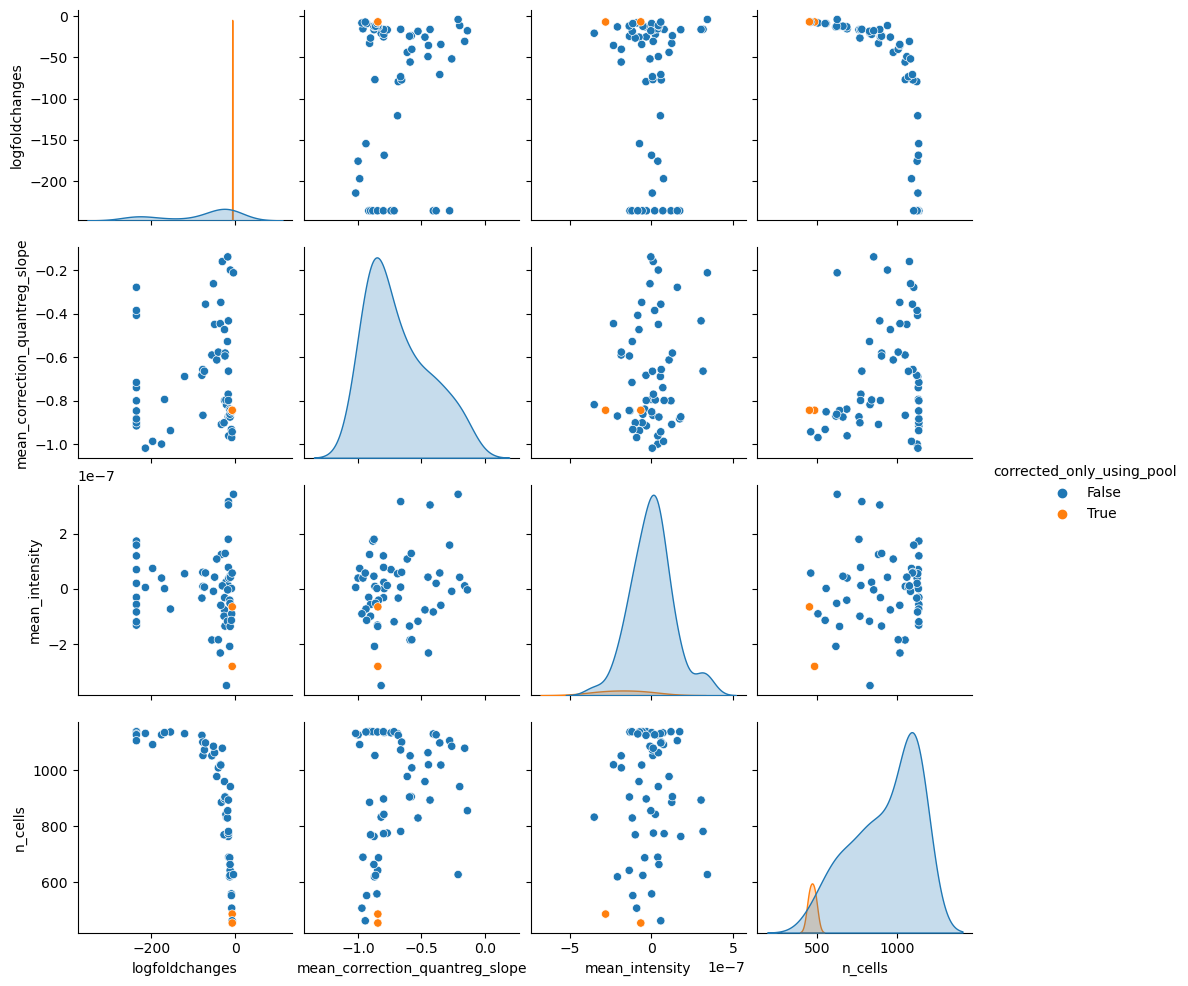 0
−50
−100
−150
−200
logfoldchanges
−0.2
−0.4
−0.6
−0.8
−1.0
mean_correction_quantreg_slope
1e−7
2
0
−2
mean_intensity
corrected_only_using_pool
False
True
1000
800
600
n_cells
−200 0
−1.0 −0.5 0.0
−5 0 5
500 1000
1e−7
logfoldchanges
mean_correction_quantreg_slope
mean_intensity
n_cells